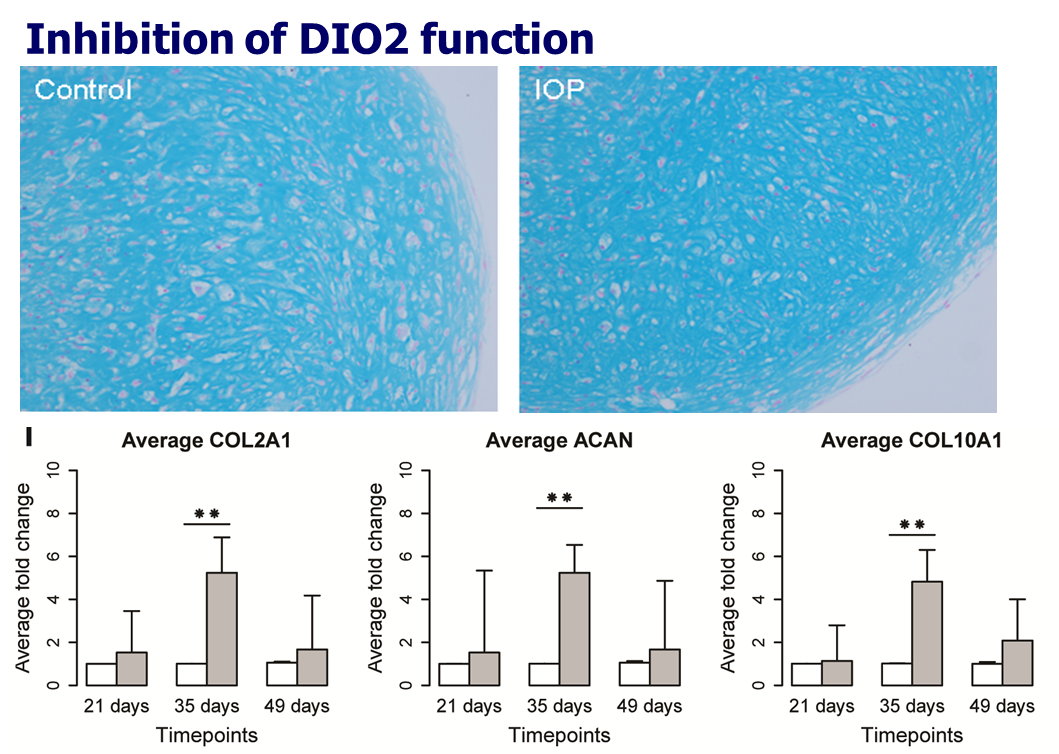 Inhibition of DIO2 function
Control
IOP
I
Average COL2A1
Average fold change
10
8
6
4
2
0
**
21 days
35 days
49 days
Timepoints
Average ACAN
Average fold change
10
8
6
4
2
0
**
21 days
35 days
49 days
Timepoints
Average COL10A1
Average fold change
10
8
6
4
2
0
**
21 days
35 days
49 days
Timepoints